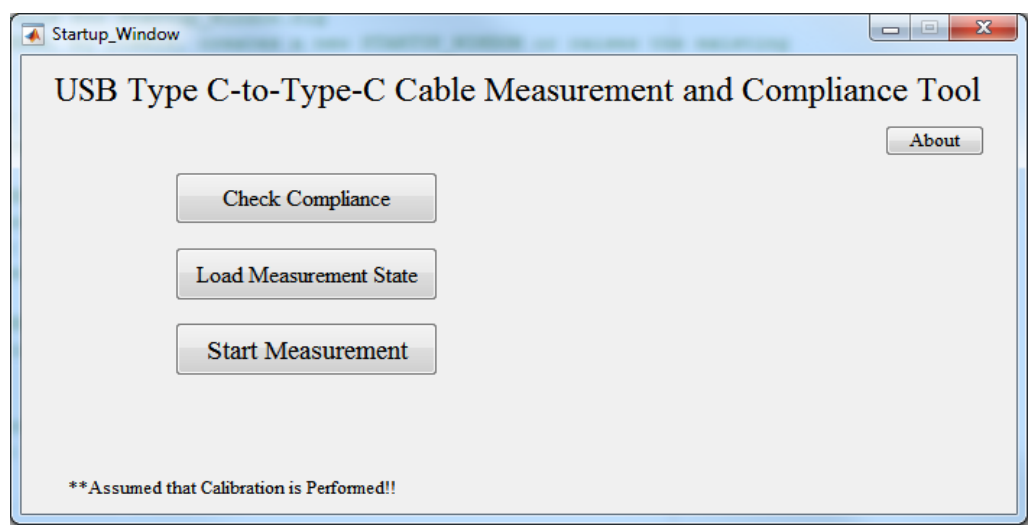 Startup_Window
USB Type C-to-Type-C Cable Measurement and Compliance Tool
About
Check Compliance
Load Measurement State
Start Measurement
**Assumed that Calibration is Performed!!